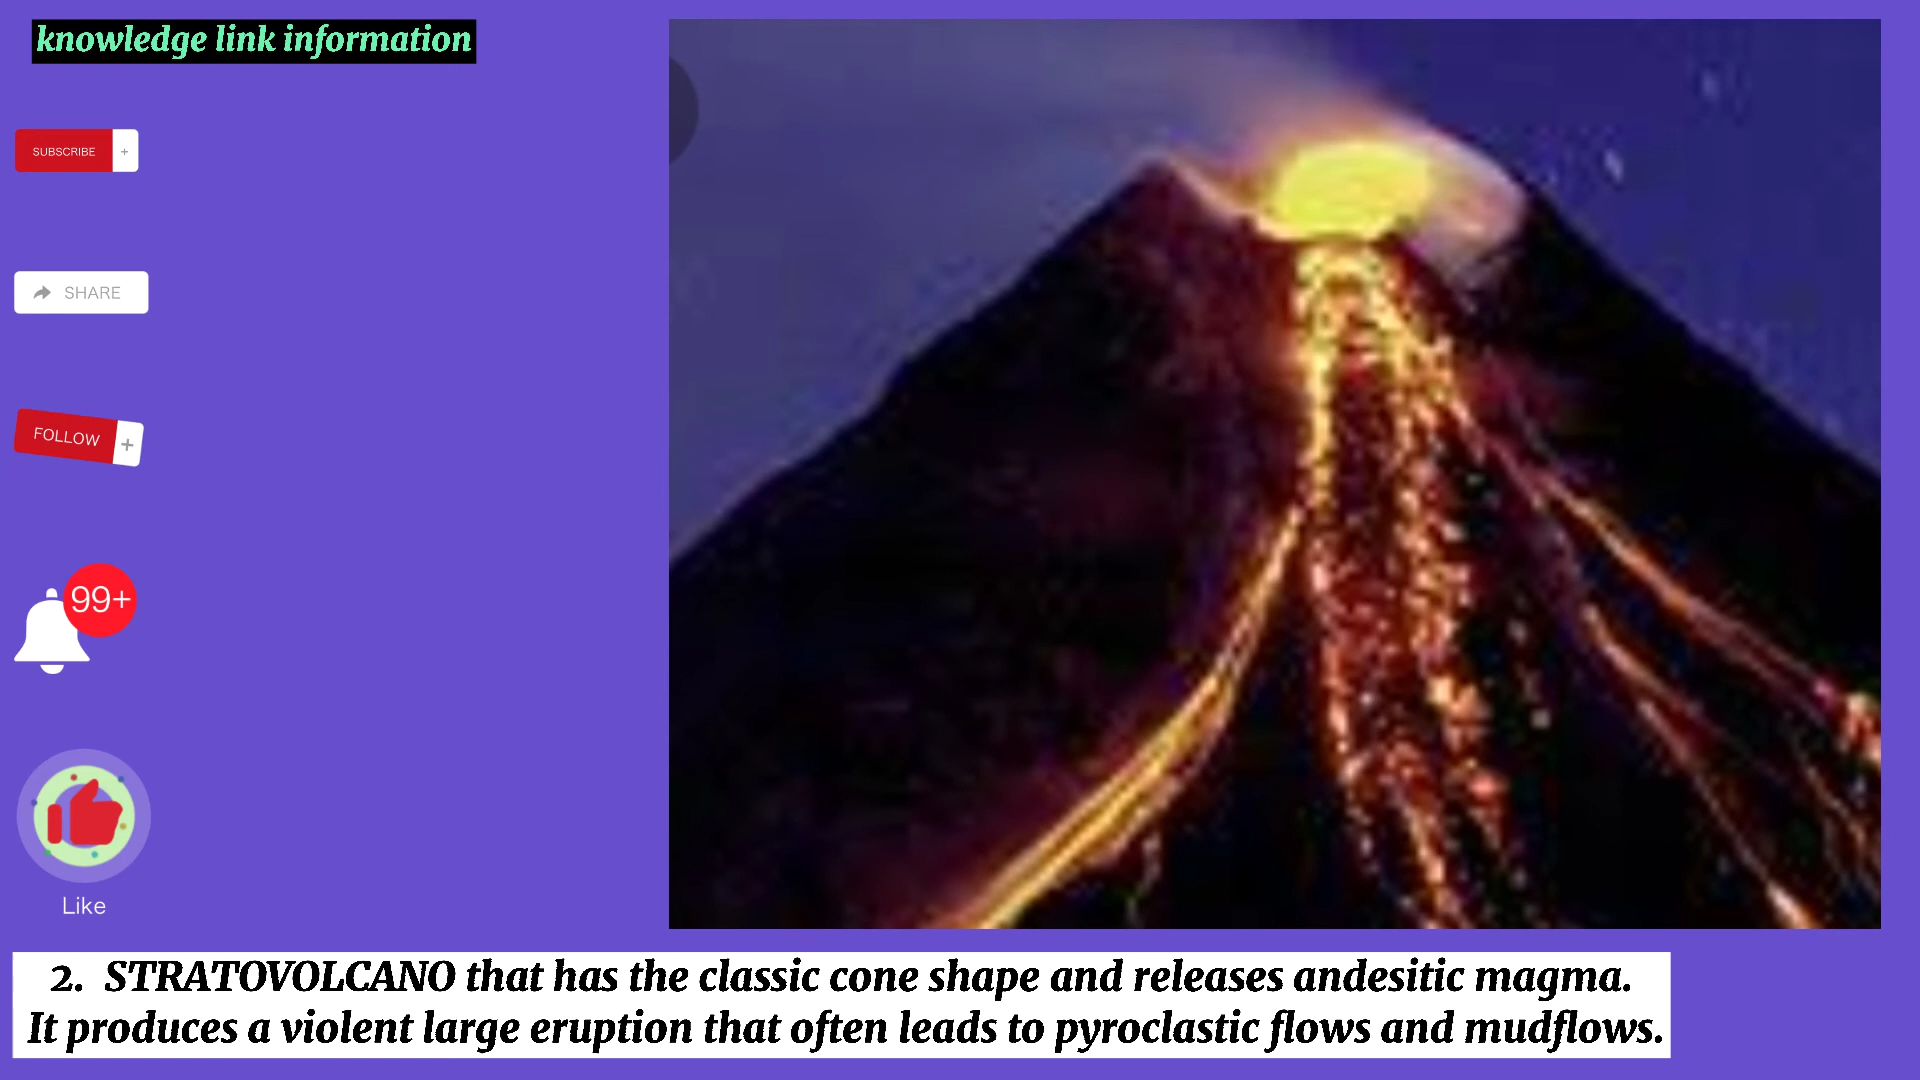 knowledge link information
SUBSCRIBE +
SHARE
FOLLOW +
99+
Like
2. STRATOVOLCANO that has the classic cone shape and releases andesitic magma.
It produces a violent large eruption that often leads to pyroclastic flows and mudflows.